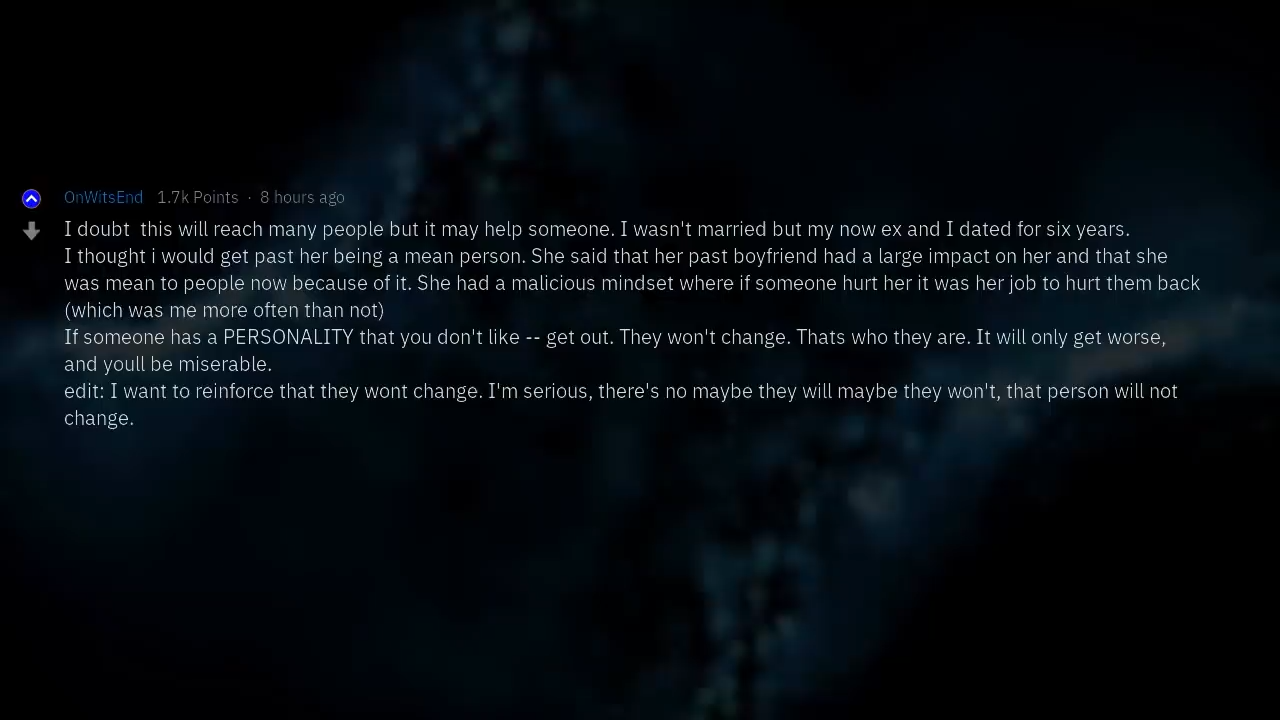 OnWitsEnd 1.7k Points · 8 hours ago
I doubt  this will reach many people but it may help someone. I wasn't married but my now ex and I dated for six years.
I thought i would get past her being a mean person. She said that her past boyfriend had a large impact on her and that she
was mean to people now because of it. She had a malicious mindset where if someone hurt her it was her job to hurt them back
(which was me more often than not)
If someone has a PERSONALITY that you don't like -- get out. They won't change. Thats who they are. It will only get worse,
and youll be miserable.
edit: I want to reinforce that they wont change. I'm serious, there's no maybe they will maybe they won't, that person will not
change.